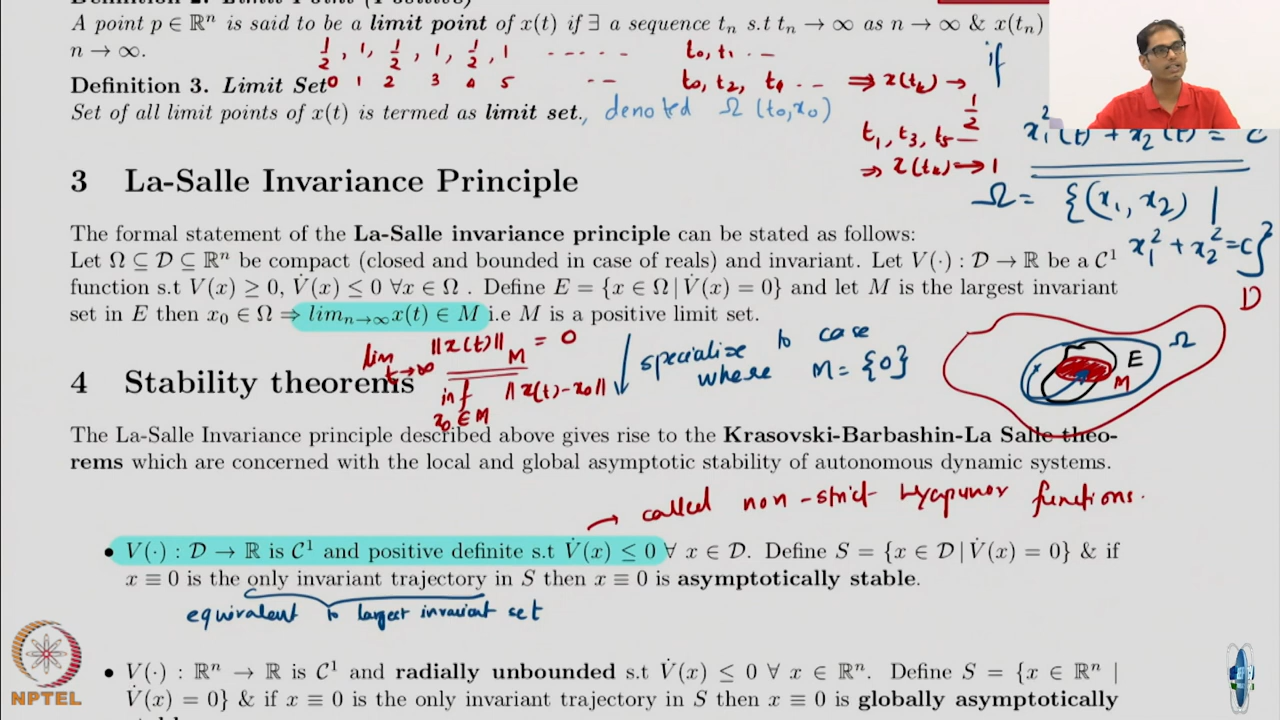 Definition 2. Limit Point (ω
A point p ∈ ℝⁿ is said to be a limit point of x(t) if ∃ a sequence tₙ s.t tₙ → ∞ as n → ∞ & x(tₙ)
n → ∞.
1/2, 1, 1/2, 1, 1/2, 1 ..... t₀, t₁ ..
if
0 1 2 3 4 5 .. t₀, t₂, t₄ .. ⇒ x(tₖ) → 1/2
Definition 3. Limit Set
Set of all limit points of x(t) is termed as limit set., denoted Ω (t₀, x₀)
t₁, t₃, t₅ –
⇒ x(tₖ) → 1
x₁²(t) + x₂²(t) = C
Ω = {(x₁, x₂) |
x₁² + x₂² = C}
3 La-Salle Invariance Principle
The formal statement of the La-Salle invariance principle can be stated as follows:
Let Ω ⊆ 𝒟 ⊆ ℝⁿ be compact (closed and bounded in case of reals) and invariant. Let V(·) : 𝒟 → ℝ be a 𝒞¹
function s.t V(x) ≥ 0, V̇(x) ≤ 0 ∀x ∈ Ω . Define E = {x ∈ Ω | V̇(x) = 0} and let M is the largest invariant
set in E then x₀ ∈ Ω ⇒ limₙ→∞x(t) ∈ M i.e M is a positive limit set.
D
Ω
E
M
lim t→∞ ‖x(t)‖_M = 0
inf x₀ ∈ M ‖x(t) - x₀‖
specialize to case
where M = {0}
4 Stability theorems
The La-Salle Invariance principle described above gives rise to the Krasovski-Barbashin-La Salle theo-
rems which are concerned with the local and global asymptotic stability of autonomous dynamic systems.
→ called non-strict Lyapunov functions.
• V(·) : 𝒟 → ℝ is 𝒞¹ and positive definite s.t V̇(x) ≤ 0 ∀ x ∈ 𝒟. Define S = {x ∈ 𝒟 | V̇(x) = 0} & if
x ≡ 0 is the only invariant trajectory in S then x ≡ 0 is asymptotically stable.
equivalent to largest invariant set
• V(·) : ℝⁿ → ℝ is 𝒞¹ and radially unbounded s.t V̇(x) ≤ 0 ∀ x ∈ ℝⁿ. Define S = {x ∈ ℝⁿ |
V̇(x) = 0} & if x ≡ 0 is the only invariant trajectory in S then x ≡ 0 is globally asymptotically
NPTEL